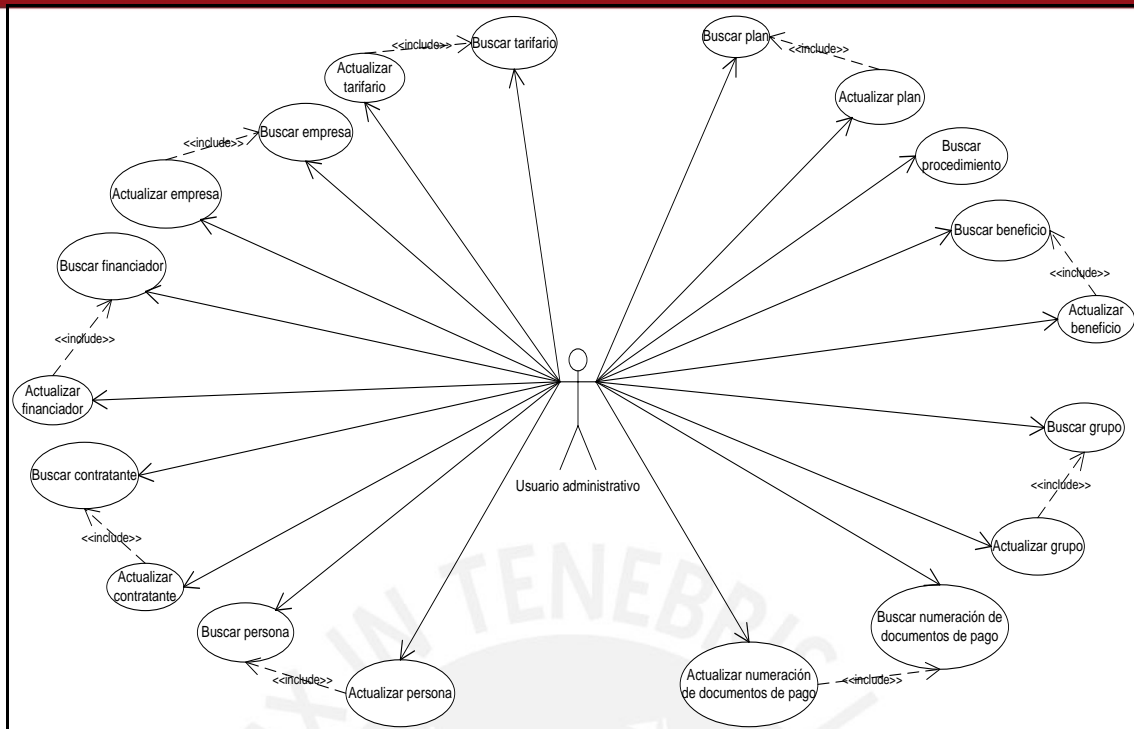 <<include>>
Buscar tarifario
Actualizar
tarifario
Buscar plan
<<include>>
Actualizar plan
<<include>>
Buscar empresa
Actualizar empresa
Buscar
procedimiento
Buscar beneficio
<<include>>
Actualizar
beneficio
Buscar financiador
<<include>>
Actualizar
financiador
Buscar grupo
<<include>>
Actualizar grupo
Usuario administrativo
Buscar contratante
<<include>>
Actualizar
contratante
Buscar persona
<<include>>
Actualizar persona
Buscar numeración de
documentos de pago
Actualizar numeración
de documentos de pago
<<include>>
X IN TENEBRIS